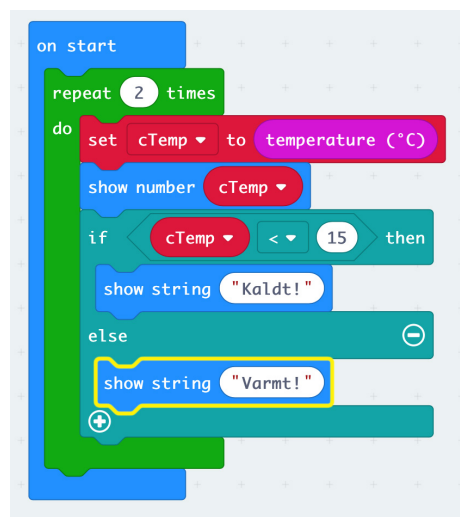 on start
repeat 2 times
do set cTemp to temperature (°C)
show number cTemp
if cTemp < 15 then
show string "Kaldt!"
else
show string "Varmt!"